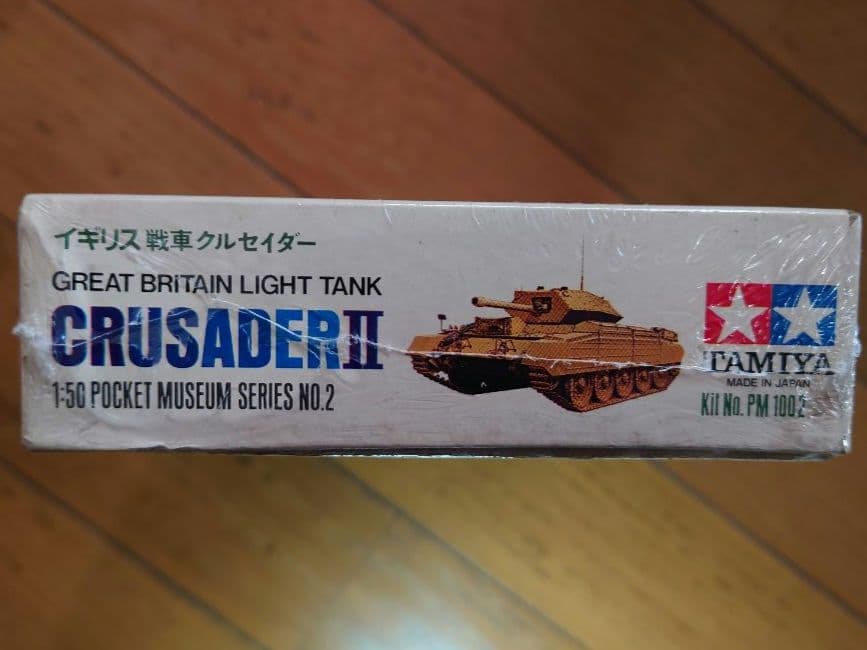 イギリス戦車クルセイダー
GREAT BRITAIN LIGHT TANK
CRUSADER II
1:50 POCKET MUSEUM SERIES NO.2
TAMIYA
MADE IN JAPAN
Kit No. PM 1002